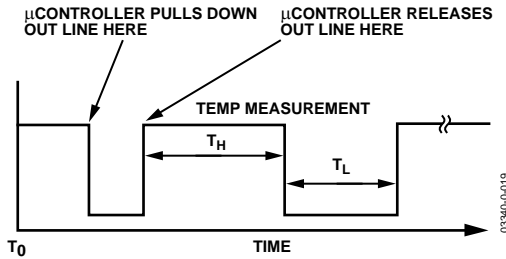 µCONTROLLER PULLS DOWN
OUT LINE HERE
µCONTROLLER RELEASES
OUT LINE HERE
TEMP MEASUREMENT
TH
TL
T0
TIME
03340-0-019